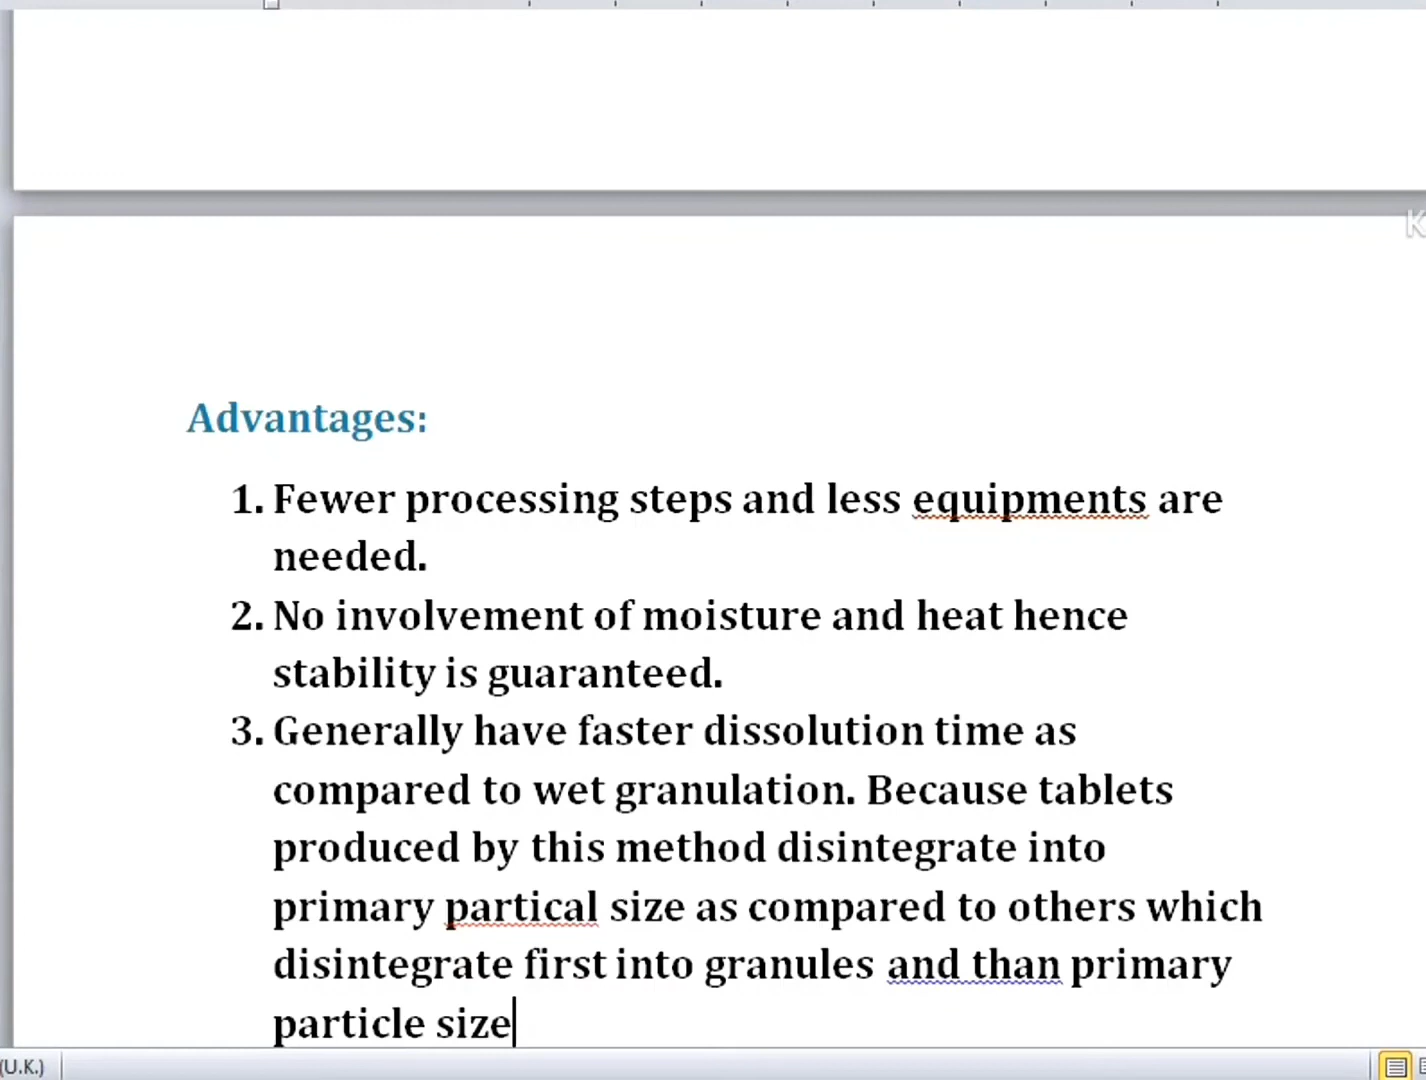 K
Advantages:
1. Fewer processing steps and less equipments are
needed.
2. No involvement of moisture and heat hence
stability is guaranteed.
3. Generally have faster dissolution time as
compared to wet granulation. Because tablets
produced by this method disintegrate into
primary partical size as compared to others which
disintegrate first into granules and than primary
particle size
(U.K.)